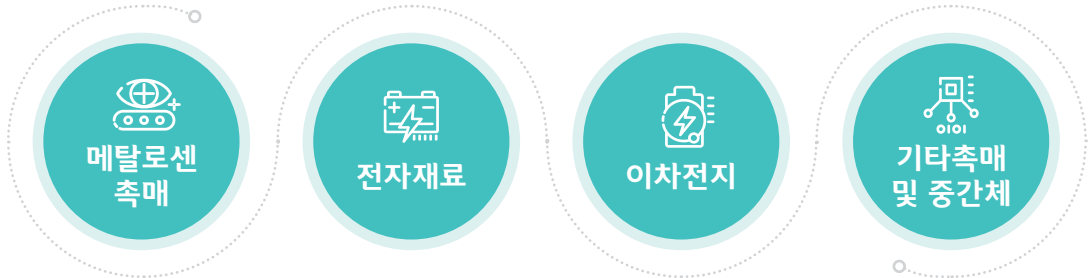 메탈로센
촉매
전자재료
이차전지
기타촉매
및 중간체